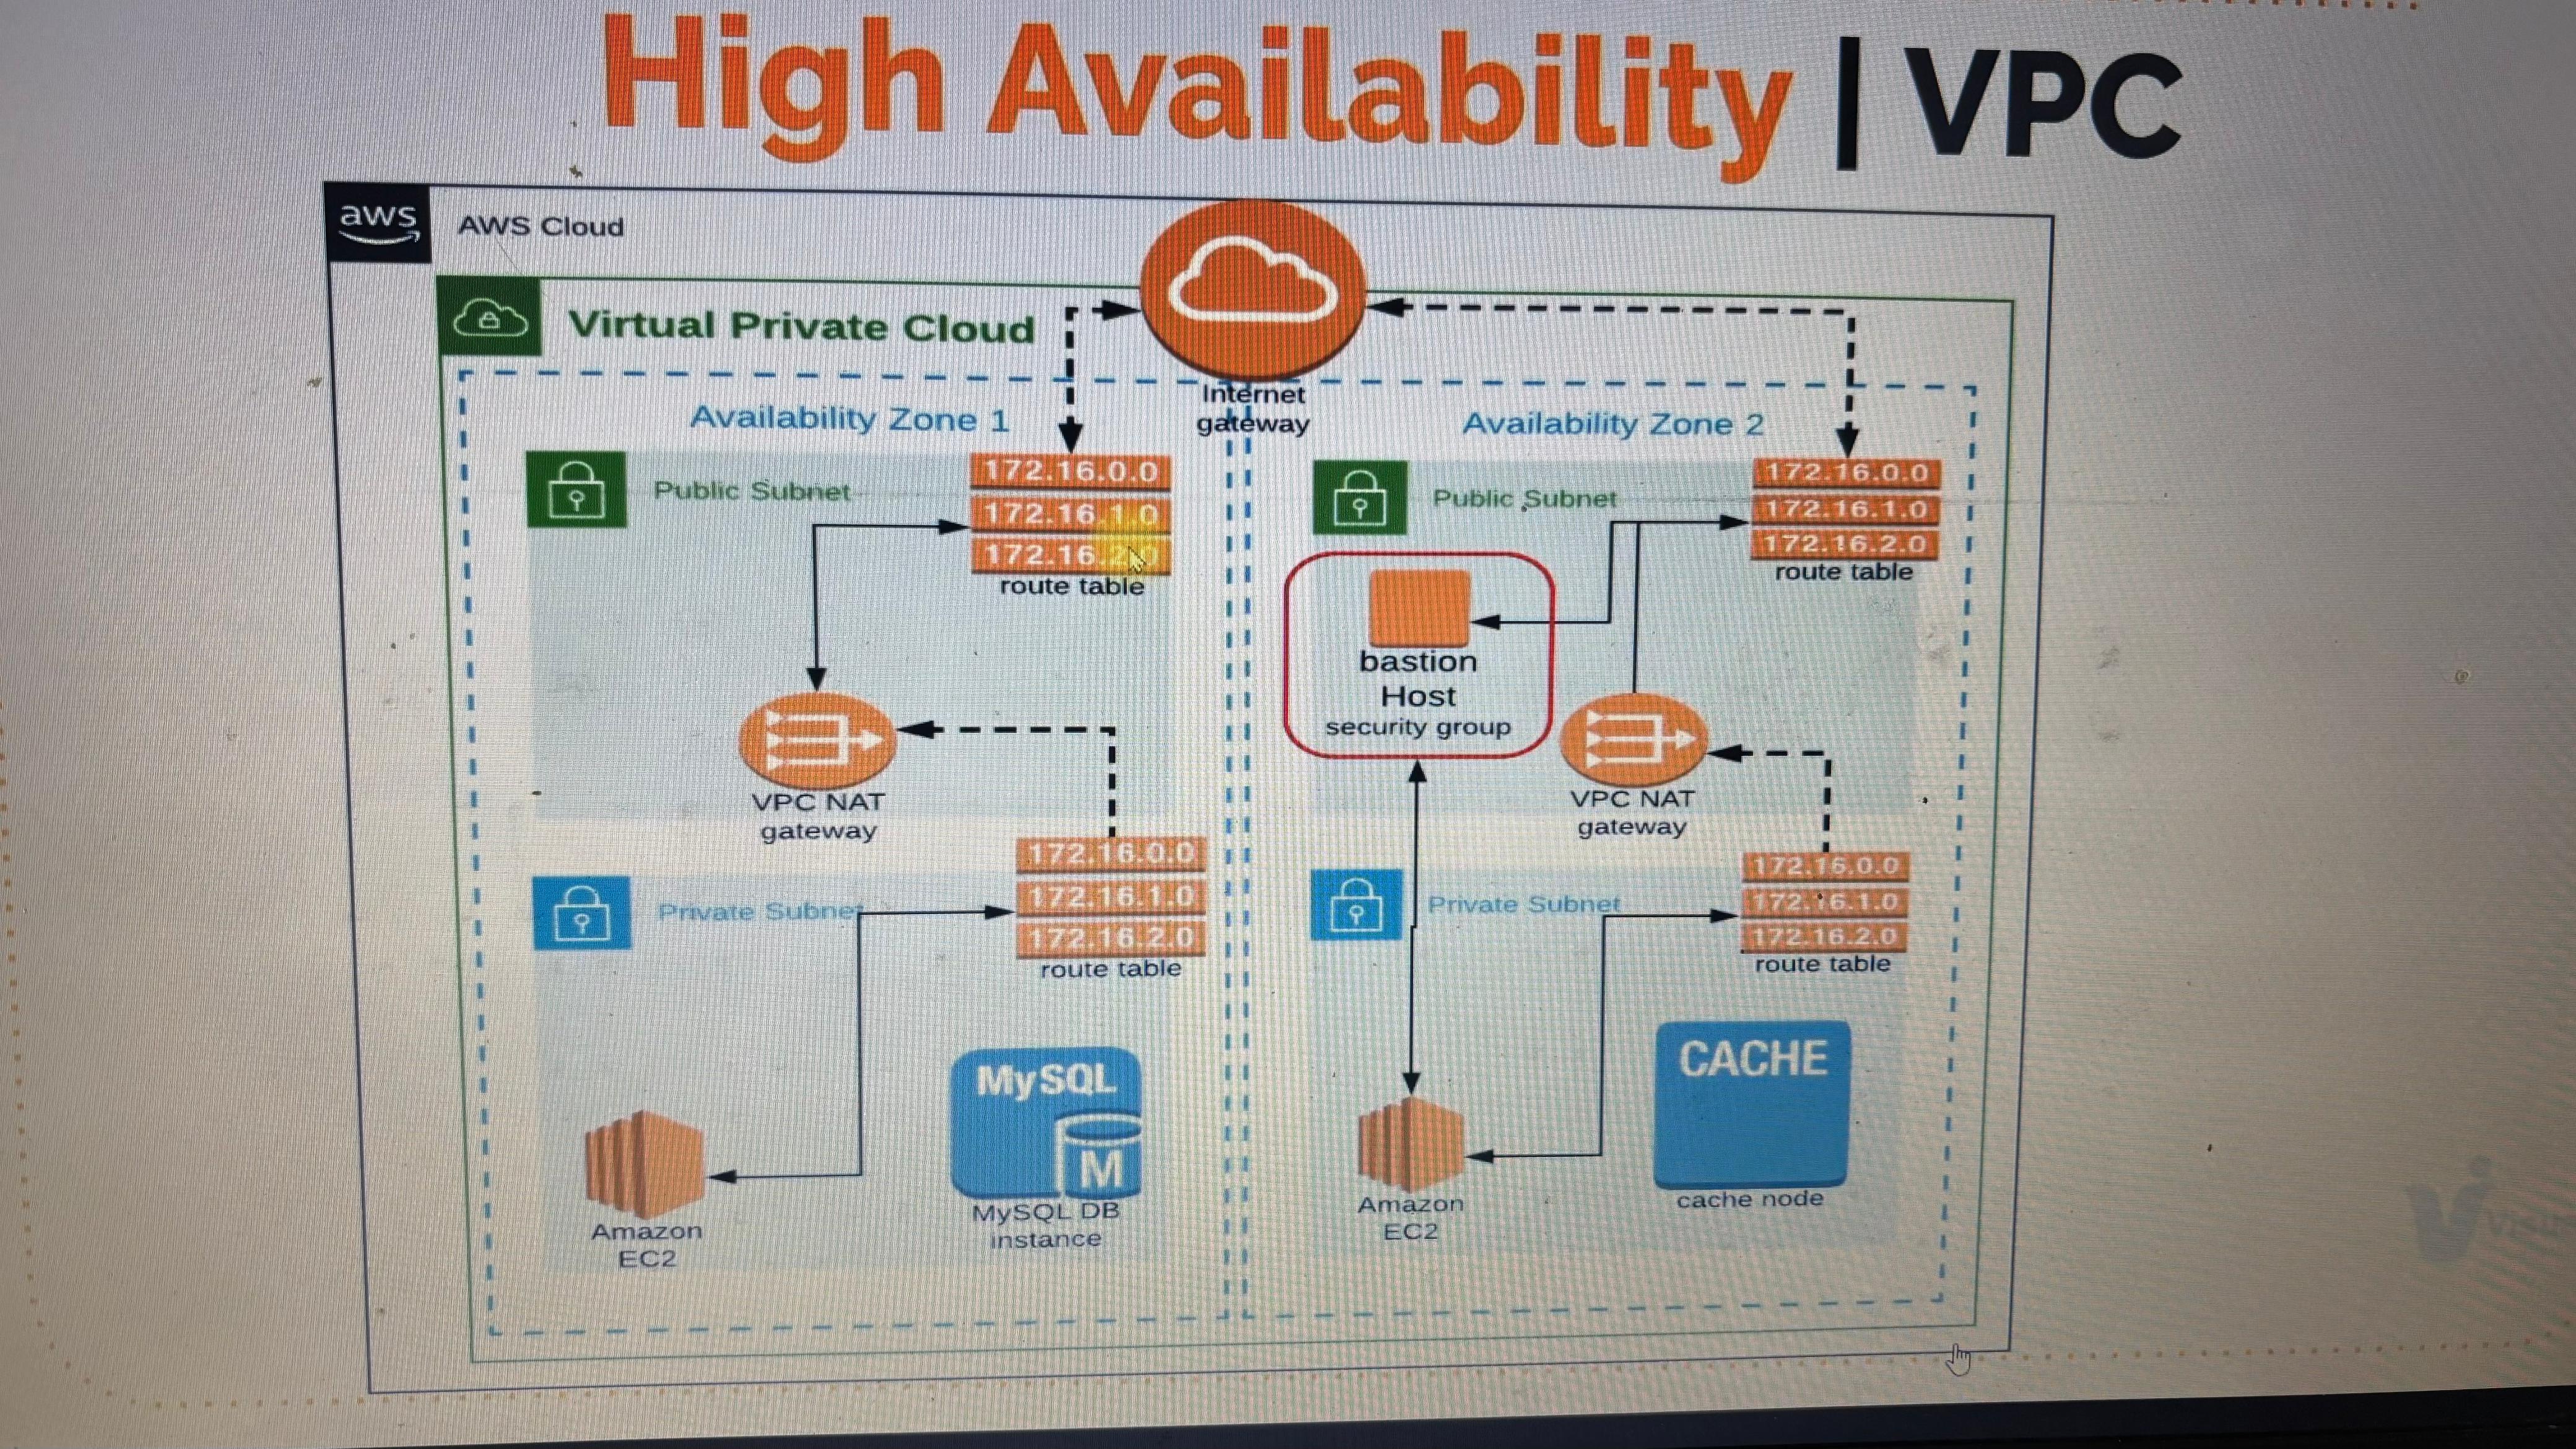 High Availability | VPC
aws
AWS Cloud
Virtual Private Cloud
Internet
gateway
Availability Zone 1
Public Subnet
172.16.0.0
172.16.1.0
172.16.2.0
route table
VPC NAT
gateway
Private Subnet
172.16.0.0
172.16.1.0
172.16.2.0
route table
Amazon
EC2
MySQL
M
MySQL DB
instance
Availability Zone 2
Public Subnet
172.16.0.0
172.16.1.0
172.16.2.0
route table
bastion
Host
security group
VPC NAT
gateway
Private Subnet
172.16.0.0
172.16.1.0
172.16.2.0
route table
Amazon
EC2
CACHE
cache node